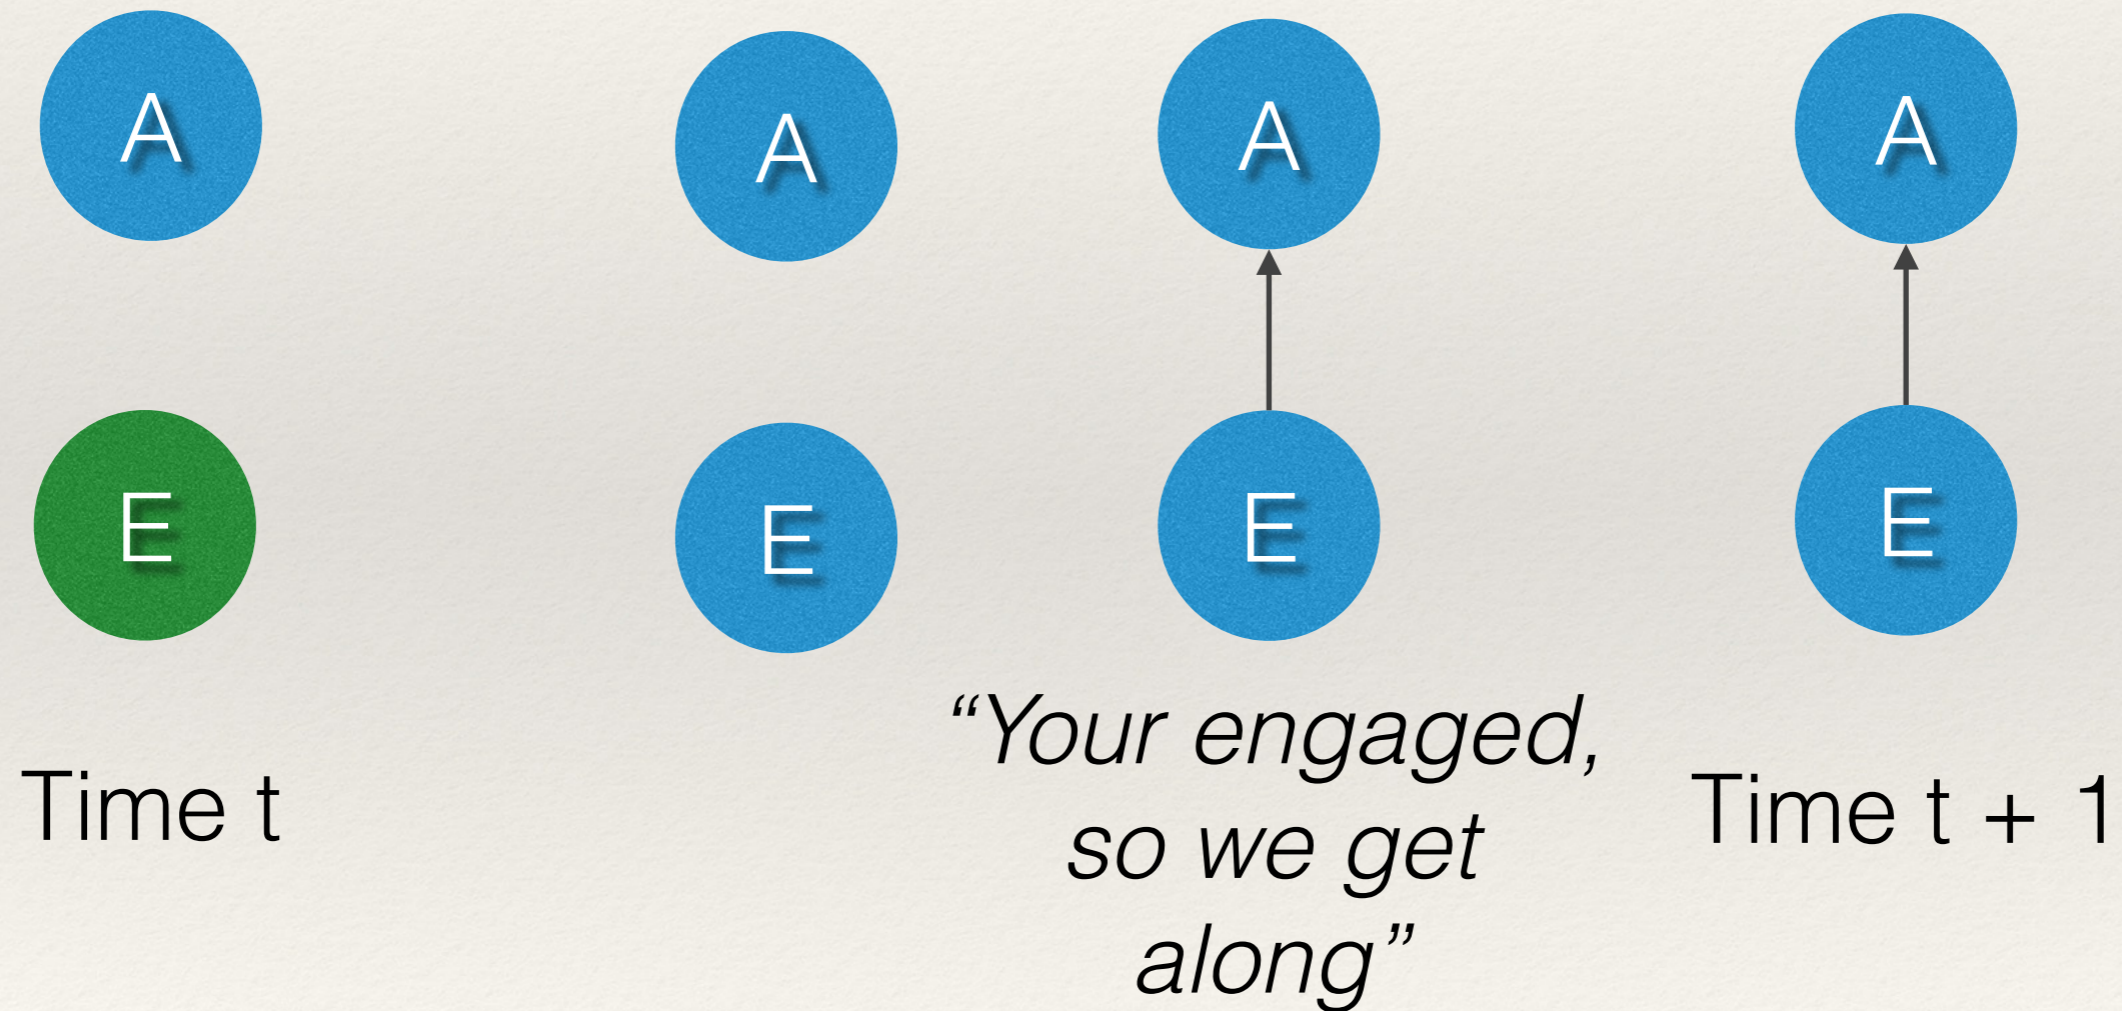 A
A
A
A
E
E
E
E
“Your engaged,
so we get
along”
Time t
Time t + 1